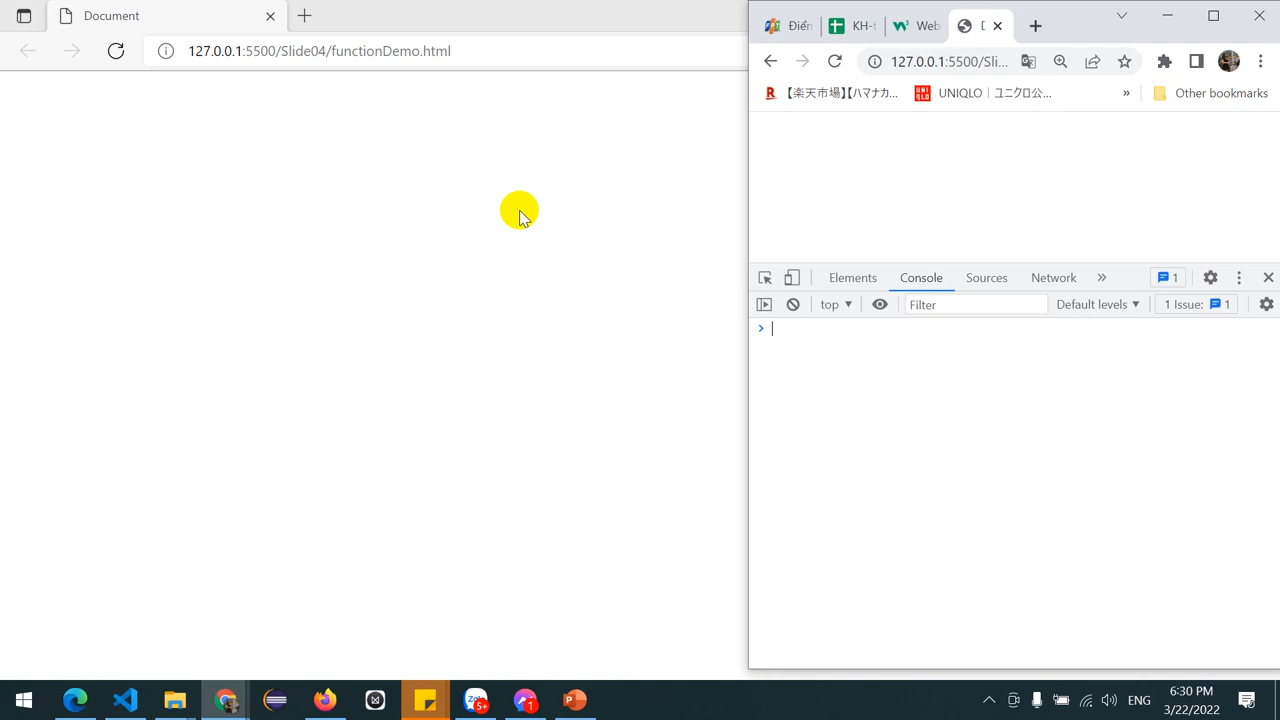 Document
127.0.0.1:5500/Slide04/functionDemo.html
Điển
KH-t
Web
127.0.0.1:5500/Sli...
【楽天市場】【ハマナカ...
UNIQLO｜ユニクロ公...
»
Other bookmarks
Elements
Console
Sources
Network
»
1
top
Filter
Default levels
1 Issue:
1
>
5+
1
ENG
6:30 PM
3/22/2022